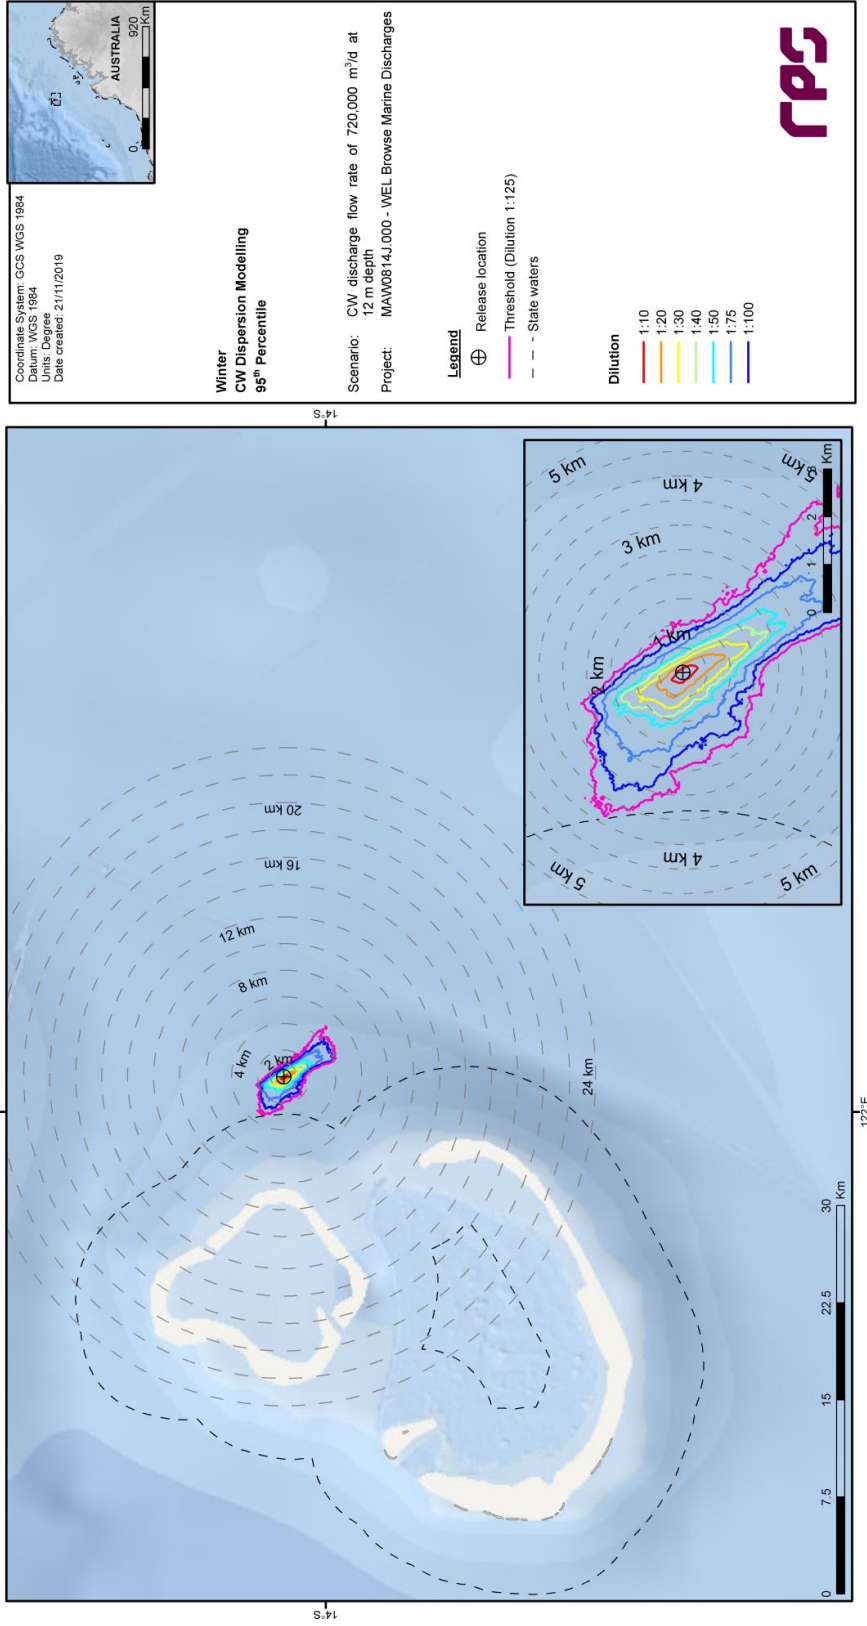 Coordinate System: GCS WGS 1984
Datum: WGS 1984
Units: Degree
Date created: 21/11/2019
AUSTRALIA
0
920
Km
Winter
CW Dispersion Modelling
95th Percentile
Scenario: CW discharge flow rate of 720,000 m³/d at
12 m depth
Project: MAW0814J.000 - WEL Browse Marine Discharges
Legend
Release location
Threshold (Dilution 1:125)
State waters
Dilution
1:10
1:20
1:30
1:40
1:50
1:75
1:100
rps
14°S
14°S
122°E
2 km
4 km
8 km
12 km
16 km
20 km
24 km
0 7.5 15 22.5 30
Km
1 km
2 km
3 km
4 km
4 km
5 km
5 km
5 km
5 km
0 1 2 3
Km